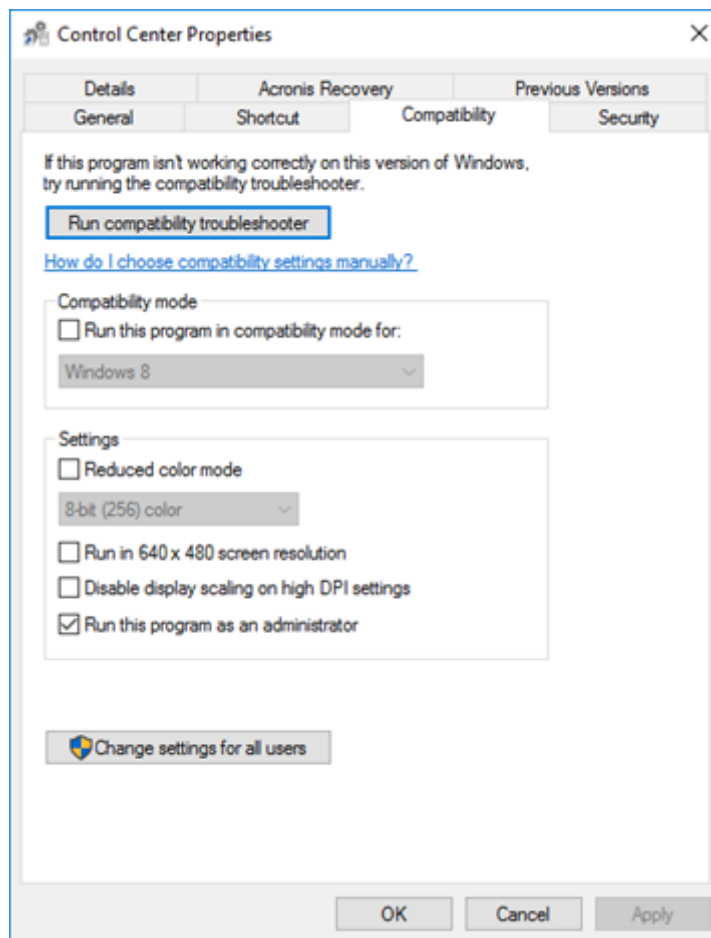 Control Center Properties
Details
Acronis Recovery
Previous Versions
General
Shortcut
Compatibility
Security
If this program isn't working correctly on this version of Windows,
try running the compatibility troubleshooter.
Run compatibility troubleshooter
How do I choose compatibility settings manually?
Compatibility mode
Run this program in compatibility mode for:
Windows 8
Settings
Reduced color mode
8-bit (256) color
Run in 640 x 480 screen resolution
Disable display scaling on high DPI settings
Run this program as an administrator
Change settings for all users
OK
Cancel
Apply